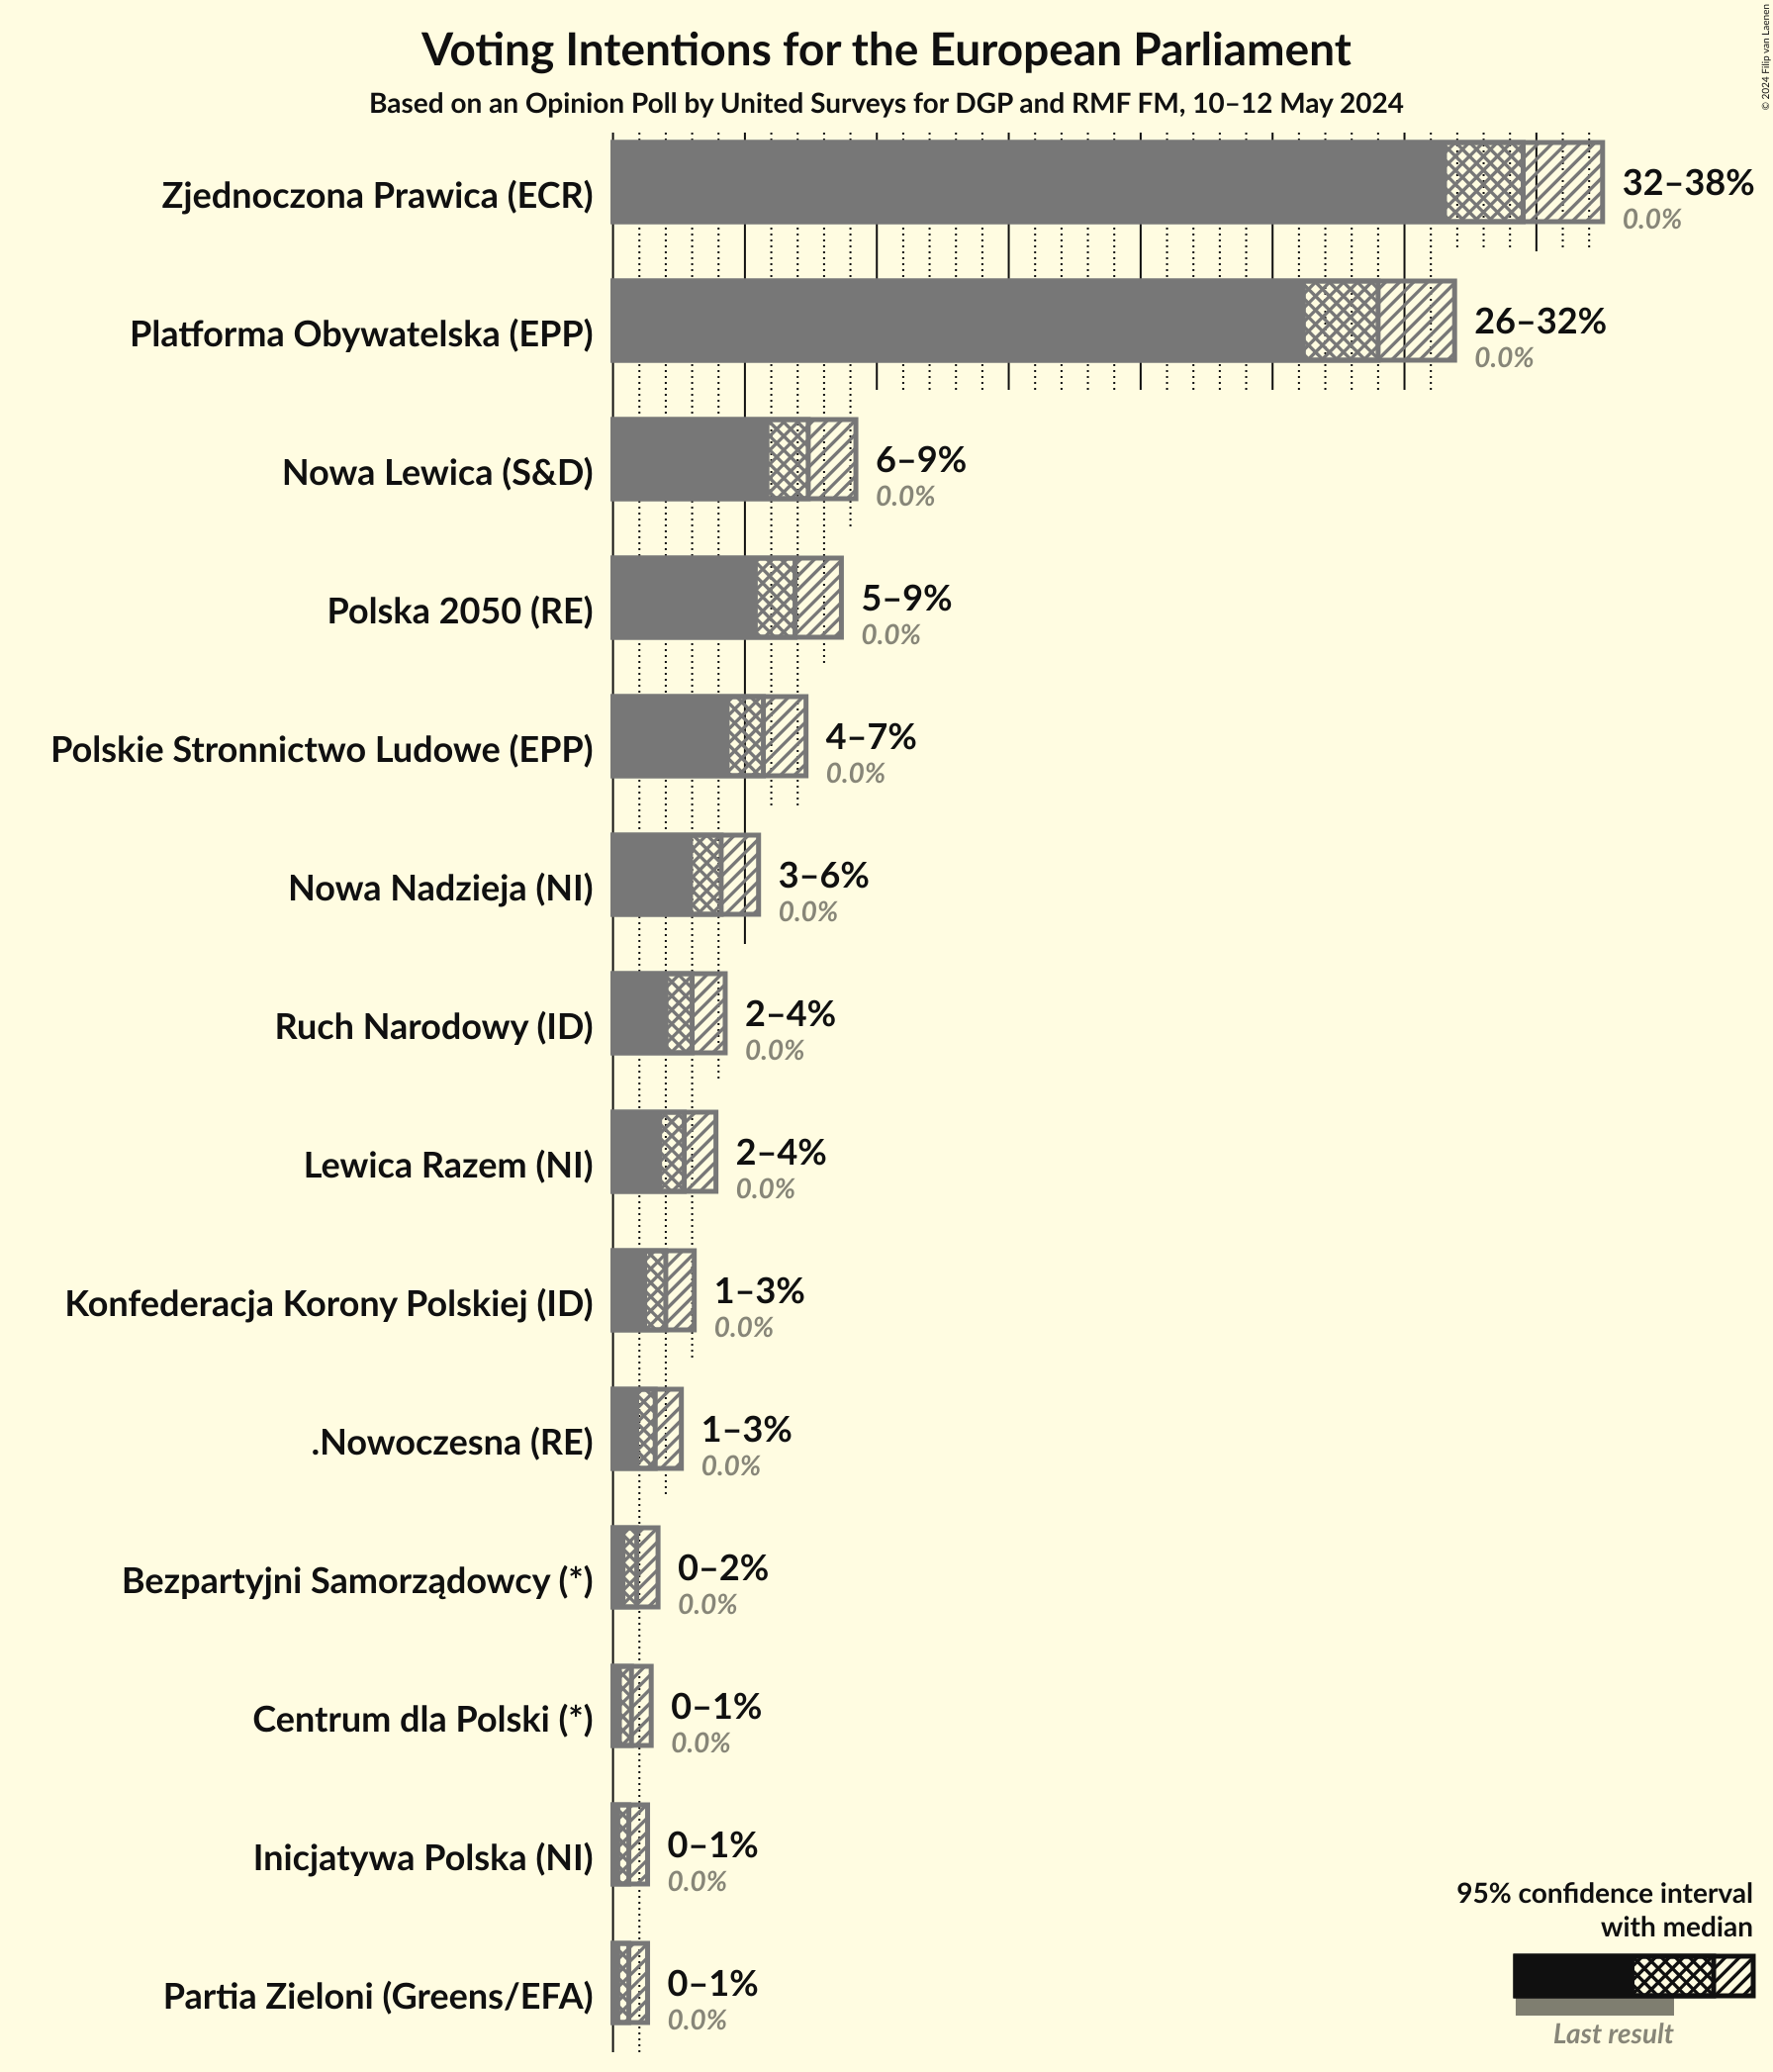 Voting Intentions for the European Parliament
Based on an Opinion Poll by United Surveys for DGP and RMF FM, 10–12 May 2024
© 2024 Filip van Laenen
Zjednoczona Prawica (ECR)
32–38%
0.0%
Platforma Obywatelska (EPP)
26–32%
0.0%
Nowa Lewica (S&D)
6–9%
0.0%
Polska 2050 (RE)
5–9%
0.0%
Polskie Stronnictwo Ludowe (EPP)
4–7%
0.0%
Nowa Nadzieja (NI)
3–6%
0.0%
Ruch Narodowy (ID)
2–4%
0.0%
Lewica Razem (NI)
2–4%
0.0%
Konfederacja Korony Polskiej (ID)
1–3%
0.0%
.Nowoczesna (RE)
1–3%
0.0%
Bezpartyjni Samorządowcy (*)
0–2%
0.0%
Centrum dla Polski (*)
0–1%
0.0%
Inicjatywa Polska (NI)
0–1%
0.0%
Partia Zieloni (Greens/EFA)
0–1%
0.0%
95% confidence interval
with median
Last result